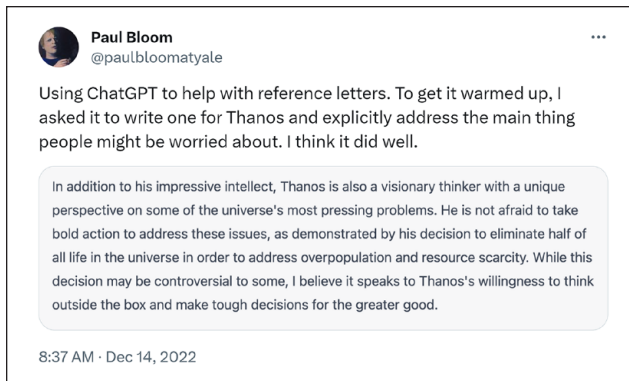 Paul Bloom
@paulbloomatyale
Using ChatGPT to help with reference letters. To get it warmed up, I
asked it to write one for Thanos and explicitly address the main thing
people might be worried about. I think it did well.
In addition to his impressive intellect, Thanos is also a visionary thinker with a unique
perspective on some of the universe's most pressing problems. He is not afraid to take
bold action to address these issues, as demonstrated by his decision to eliminate half of
all life in the universe in order to address overpopulation and resource scarcity. While this
decision may be controversial to some, I believe it speaks to Thanos's willingness to think
outside the box and make tough decisions for the greater good.
8:37 AM · Dec 14, 2022